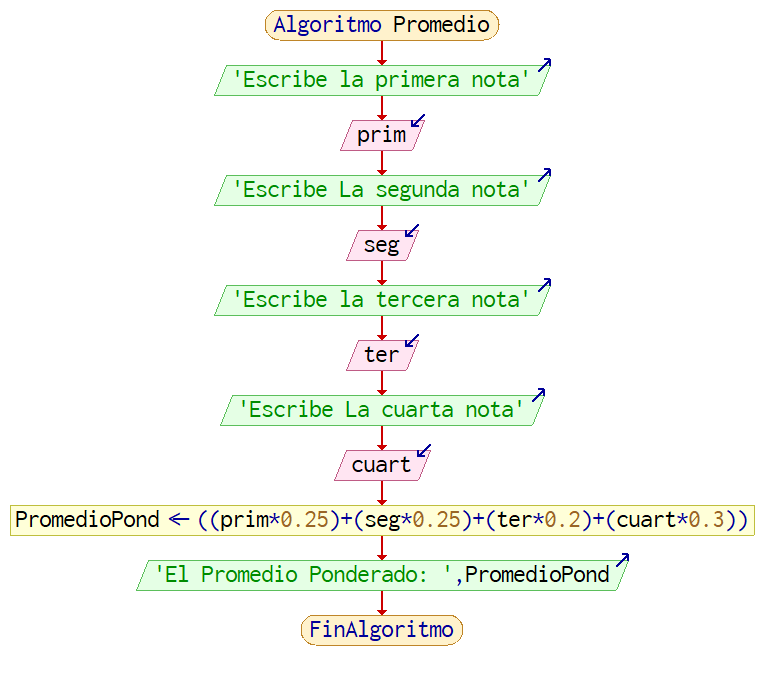 Algoritmo Promedio
'Escribe la primera nota'
prim
'Escribe La segunda nota'
seg
'Escribe la tercera nota'
ter
'Escribe La cuarta nota'
cuart
PromedioPond ← ((prim*0.25)+(seg*0.25)+(ter*0.2)+(cuart*0.3))
'El Promedio Ponderado: ',PromedioPond
FinAlgoritmo